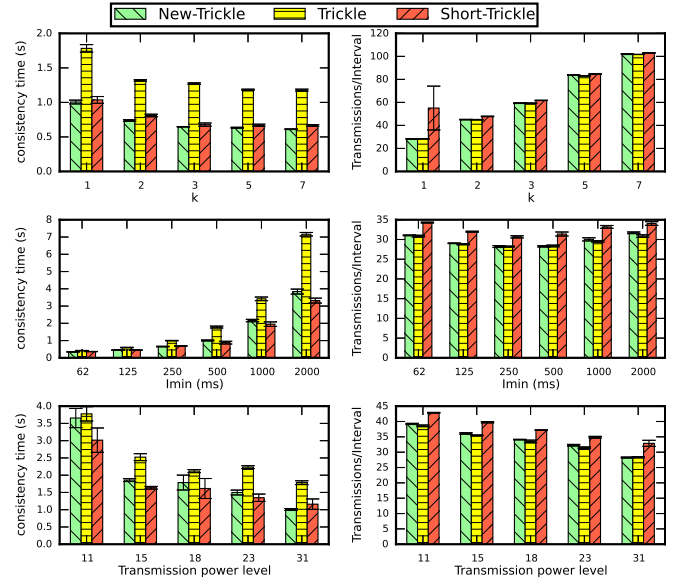 New-Trickle Trickle Short-Trickle
consistency time (s)
2.0
1.5
1.0
0.5
0.0
1 2 3 5 7
k
Transmissions/Interval
120
100
80
60
40
20
0
1 2 3 5 7
k
consistency time (s)
8
7
6
5
4
3
2
1
0
62 125 250 500 1000 2000
Imin (ms)
Transmissions/Interval
35
30
25
20
15
10
5
0
62 125 250 500 1000 2000
Imin (ms)
consistency time (s)
4.0
3.5
3.0
2.5
2.0
1.5
1.0
0.5
0.0
11 15 18 23 31
Transmission power level
Transmissions/Interval
45
40
35
30
25
20
15
10
5
0
11 15 18 23 31
Transmission power level